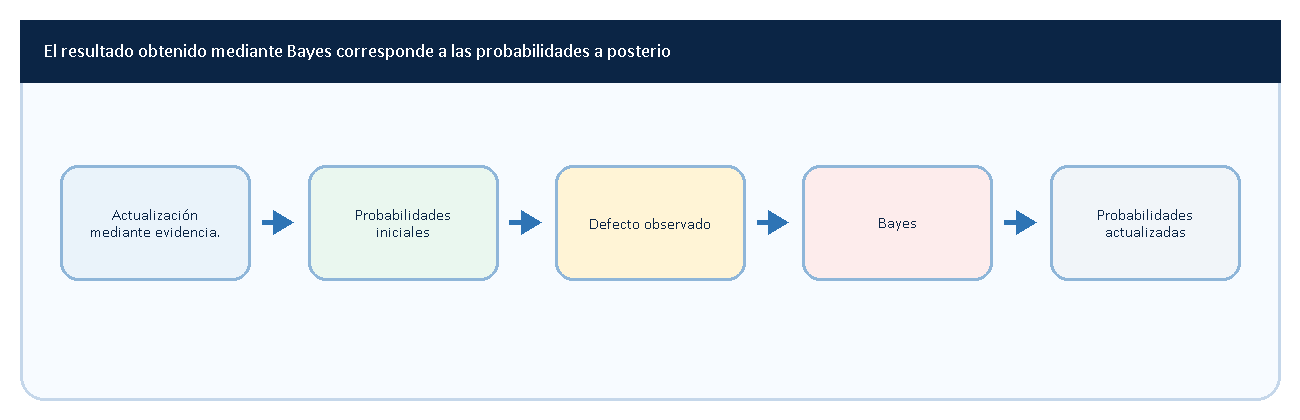 El resultado obtenido mediante Bayes corresponde a las probabilidades a posterio
Actualización
mediante evidencia.
Probabilidades
iniciales
Defecto observado
Bayes
Probabilidades
actualizadas